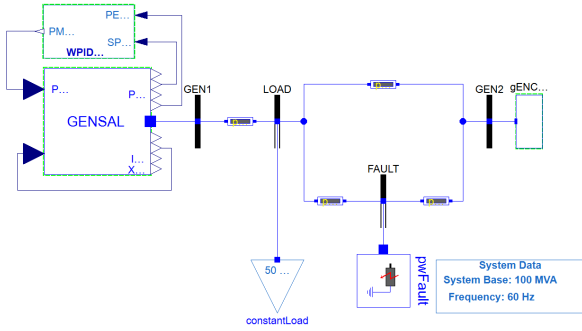 PE...
PM...
SP...
WPID...
P...
P...
GENSAL
I...
X...
GEN1
LOAD
GEN2
gENC...
FAULT
50 ...
constantLoad
pwFault
System Data
System Base: 100 MVA
Frequency: 60 Hz